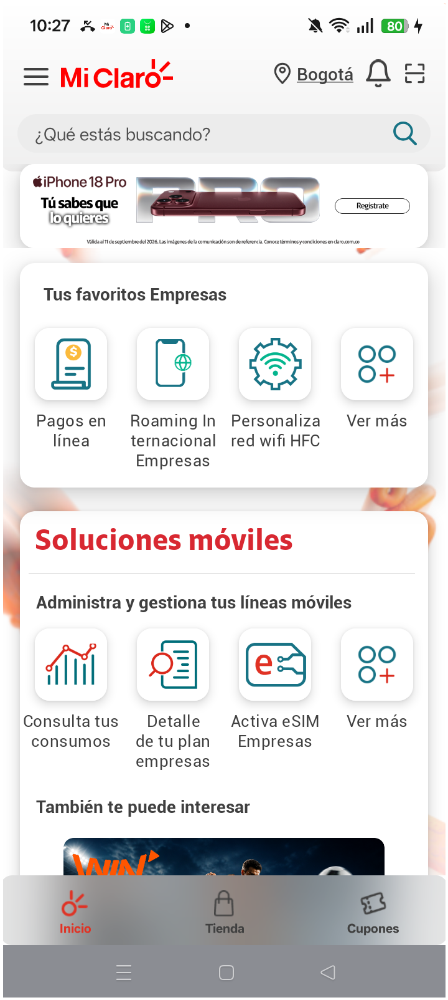 10:27
Mi Claro
80
Mi Claro
Bogotá
¿Qué estás buscando?
iPhone 18 Pro
Tú sabes que
lo quieres
PRO
Registrate
Válida al 11 de septiembre del 2026. Las imágenes de la comunicación son de referencia. Conoce términos y condiciones en claro.com.co
Tus favoritos Empresas
$
Pagos en
línea
Roaming In
ternacional
Empresas
Personaliza
red wifi HFC
Ver más
Soluciones móviles
Administra y gestiona tus líneas móviles
e
Consulta tus
consumos
Detalle
de tu plan
empresas
Activa eSIM
Empresas
Ver más
También te puede interesar
WIN
Inicio
Tienda
Cupones